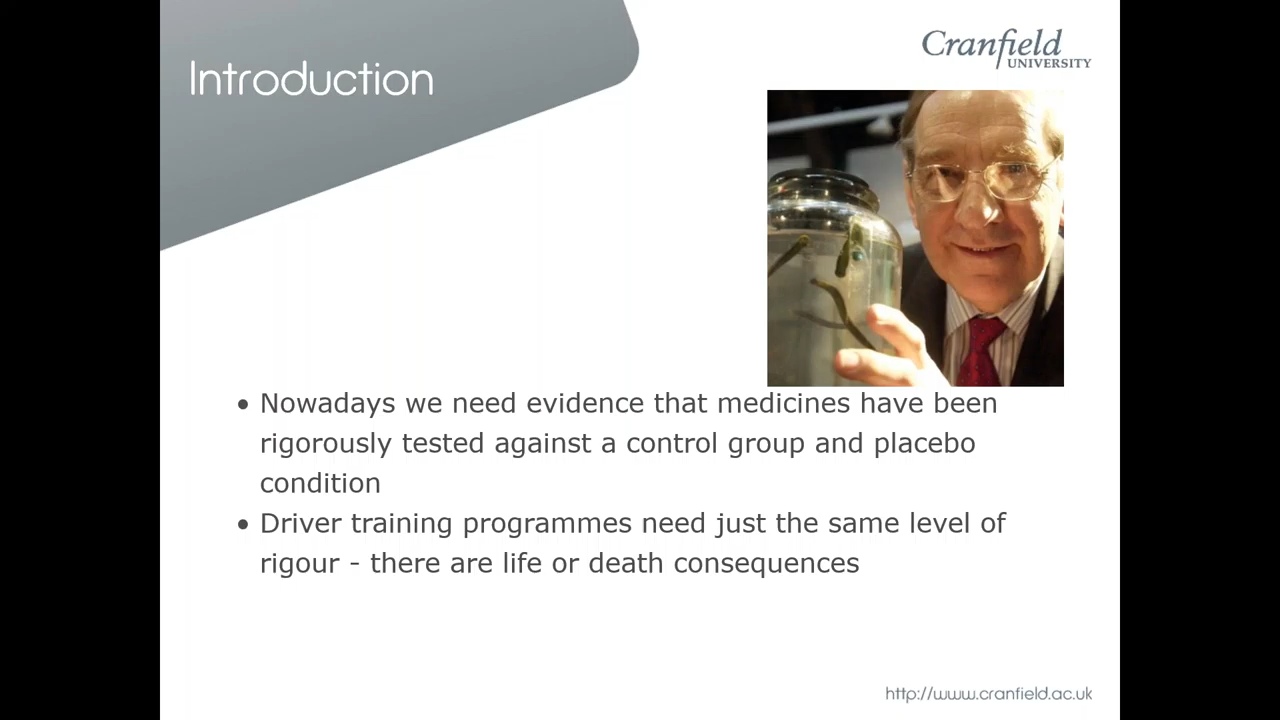 Introduction
Cranfield
UNIVERSITY
• Nowadays we need evidence that medicines have been
rigorously tested against a control group and placebo
condition
• Driver training programmes need just the same level of
rigour - there are life or death consequences
http://www.cranfield.ac.uk